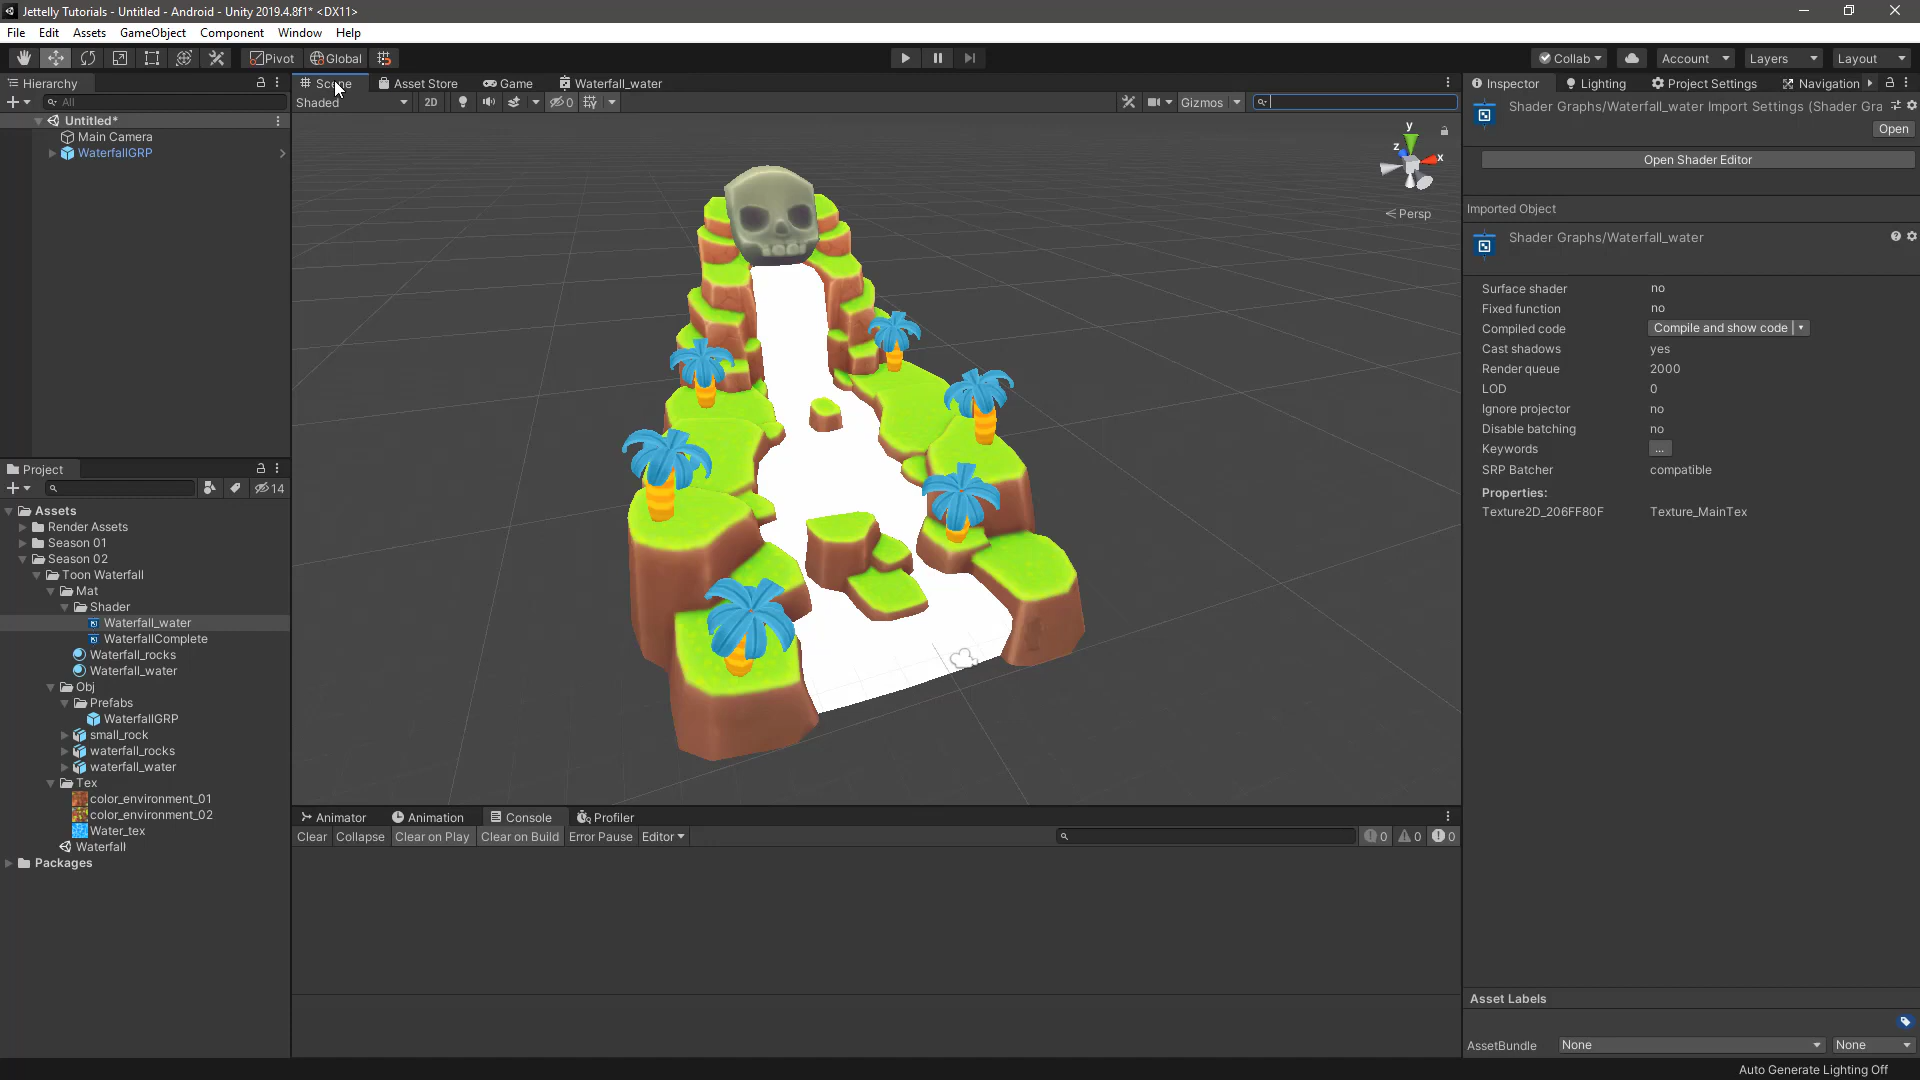 Jettelly Tutorials - Untitled - Android - Unity 2019.4.8f1* <DX11>
File Edit Assets GameObject Component Window Help
Pivot Global Collab Account Layers Layout
Hierarchy
All
Untitled*
Main Camera
WaterfallGRP
Scene Asset Store Game Waterfall_water
Shaded 2D 0 Gizmos
y
z
x
Persp
Project
14
Assets
Render Assets
Season 01
Season 02
Toon Waterfall
Mat
Shader
Waterfall_water
WaterfallComplete
Waterfall_rocks
Waterfall_water
Obj
Prefabs
WaterfallGRP
small_rock
waterfall_rocks
waterfall_water
Tex
color_environment_01
color_environment_02
Water_tex
Waterfall
Packages
Animator Animation Console Profiler
Clear Collapse Clear on Play Clear on Build Error Pause Editor 0 0 0
Inspector Lighting Project Settings Navigation
Shader Graphs/Waterfall_water Import Settings (Shader Gra
Open
Open Shader Editor
Imported Object
Shader Graphs/Waterfall_water
Surface shader no
Fixed function no
Compiled code Compile and show code
Cast shadows yes
Render queue 2000
LOD 0
Ignore projector no
Disable batching no
Keywords ...
SRP Batcher compatible
Properties:
Texture2D_206FF80F Texture_MainTex
Asset Labels
AssetBundle None None
Auto Generate Lighting Off